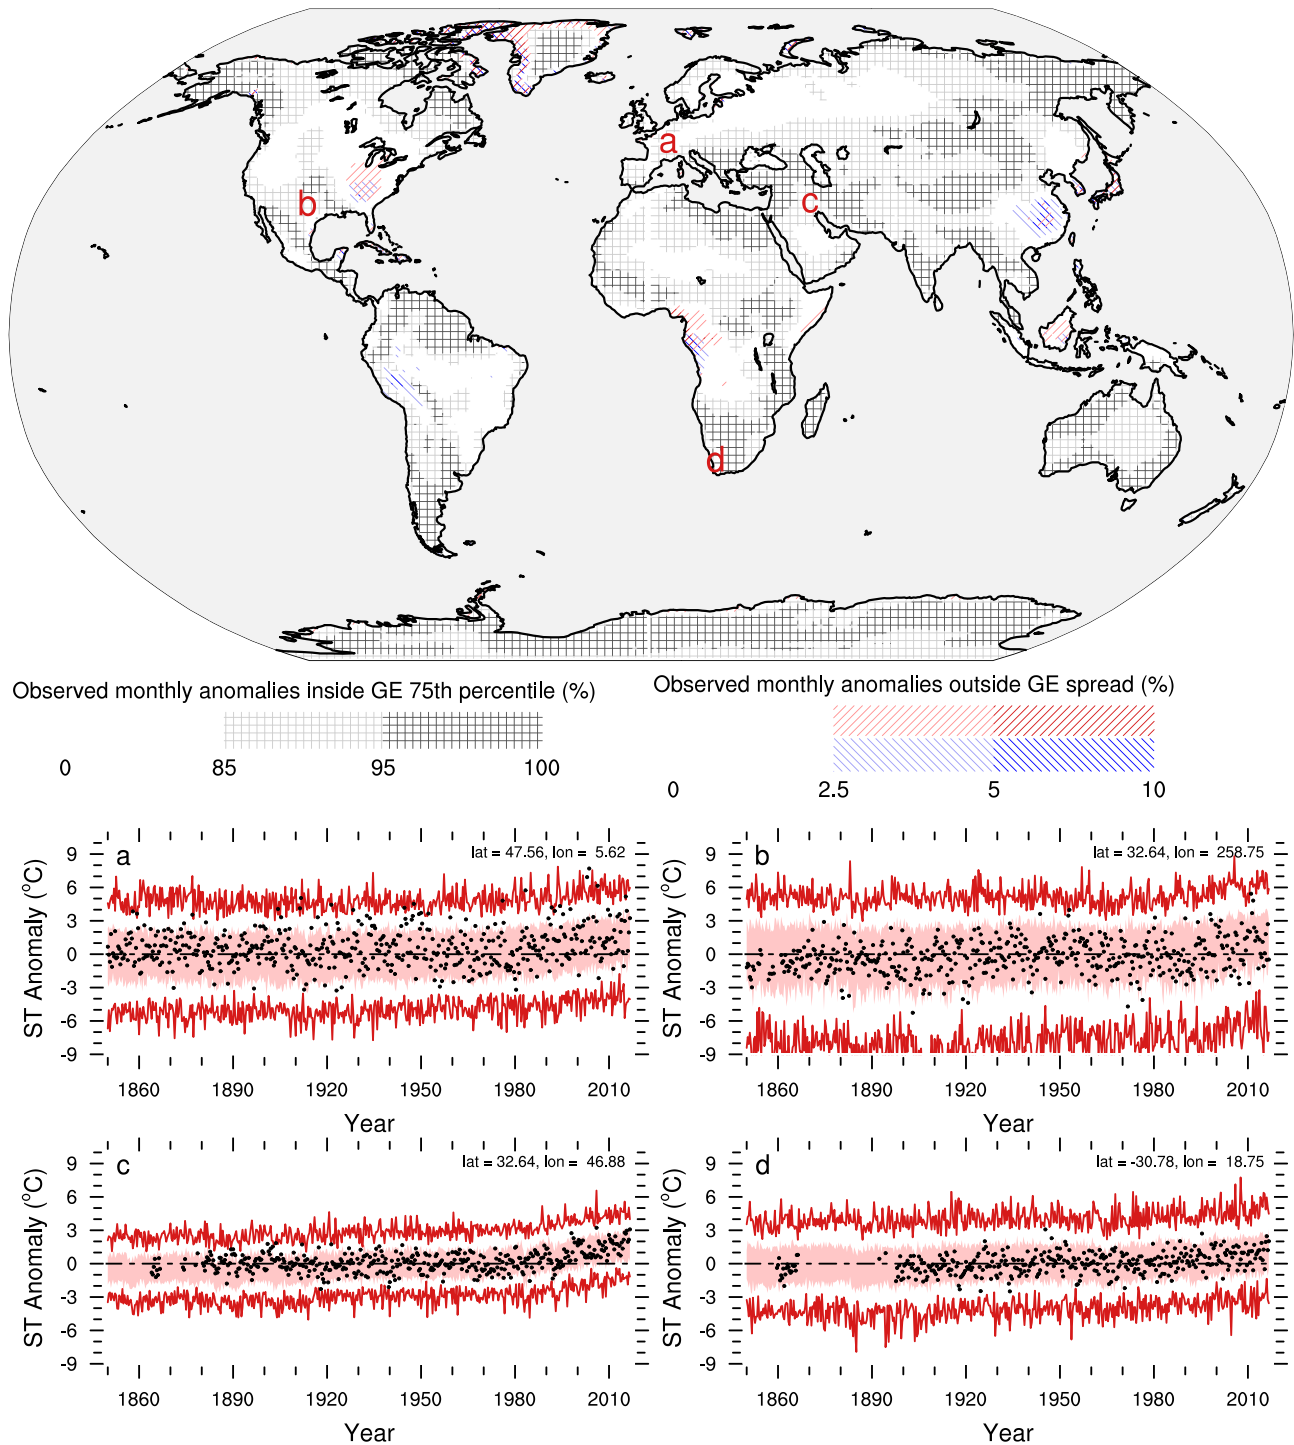 a
b
c
d
Observed monthly anomalies inside GE 75th percentile (%)
0 85 95 100
Observed monthly anomalies outside GE spread (%)
0 2.5 5 10
a
lat = 47.56, lon = 5.62
ST Anomaly (°C)
9
6
3
0
-3
-6
-9
1860 1890 1920 1950 1980 2010
Year
b
lat = 32.64, lon = 258.75
ST Anomaly (°C)
9
6
3
0
-3
-6
-9
1860 1890 1920 1950 1980 2010
Year
c
lat = 32.64, lon = 46.88
ST Anomaly (°C)
9
6
3
0
-3
-6
-9
1860 1890 1920 1950 1980 2010
Year
d
lat = -30.78, lon = 18.75
ST Anomaly (°C)
9
6
3
0
-3
-6
-9
1860 1890 1920 1950 1980 2010
Year